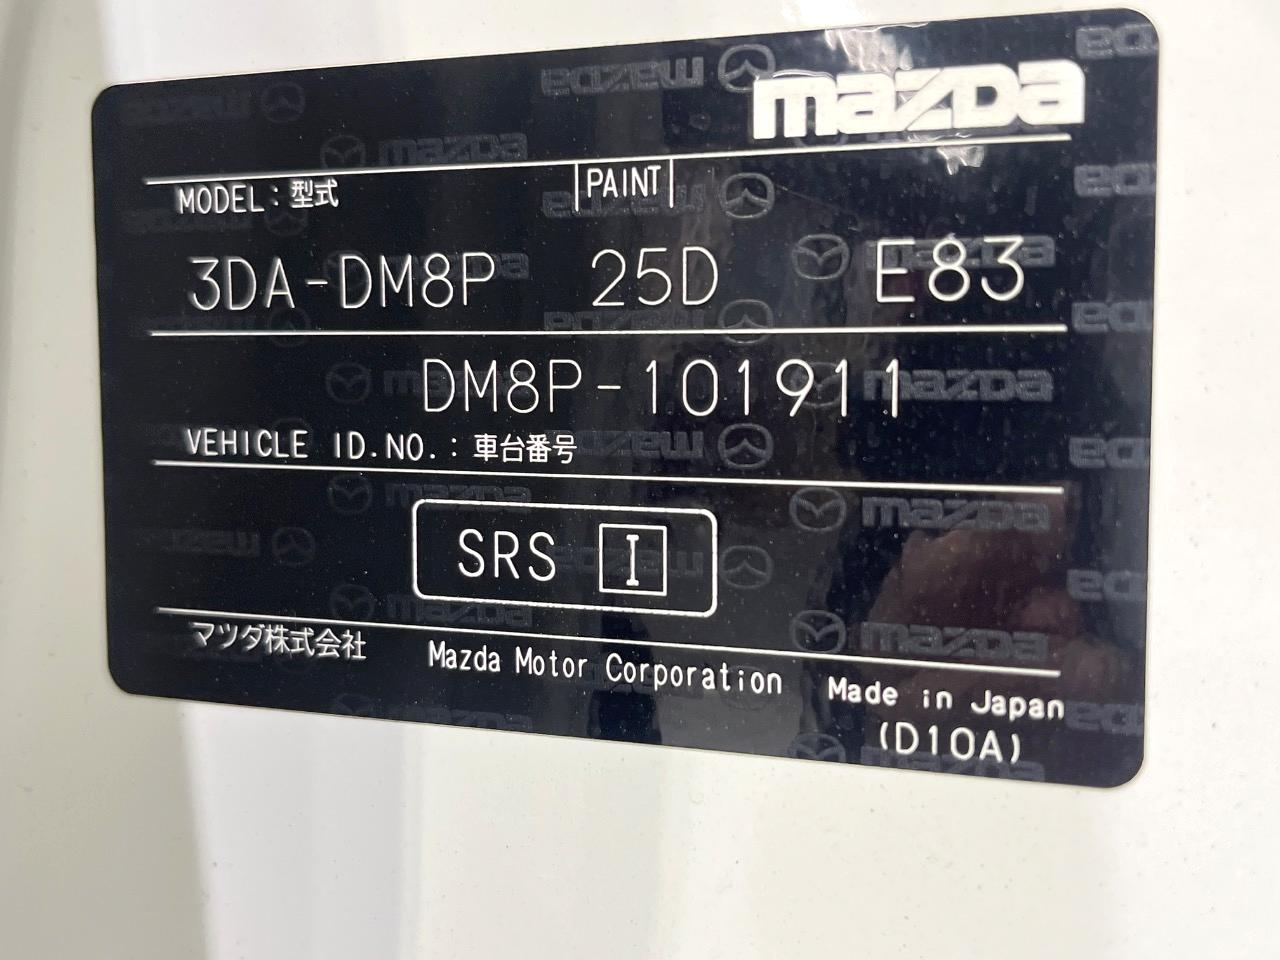 mazda
MODEL:型式 PAINT
3DA-DM8P 25D E83
DM8P-101911
VEHICLE ID.NO.:車台番号
SRS I
マツダ株式会社 Mazda Motor Corporation Made in Japan
(D10A)